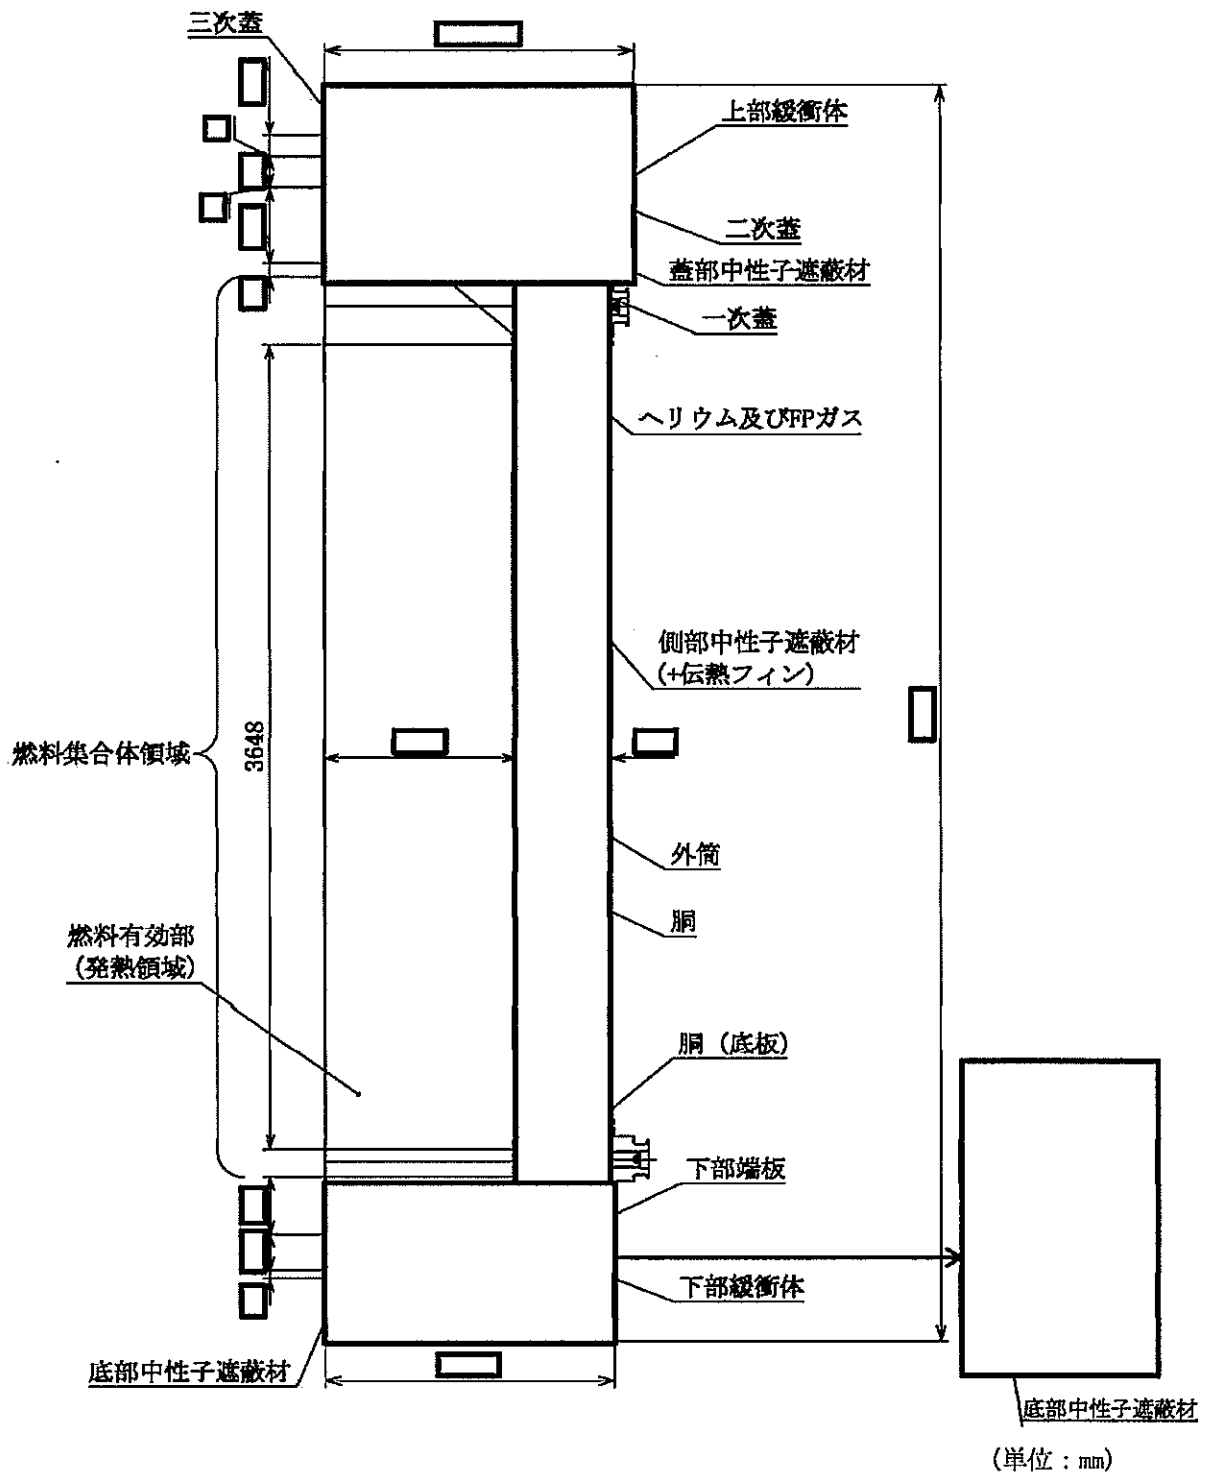 三次蓋
上部緩衝体
二次蓋
蓋部中性子遮蔽材
一次蓋
ヘリウム及びFPガス
側部中性子遮蔽材
(+伝熱フィン)
3648
燃料集合体領域
外筒
胴
燃料有効部
(発熱領域)
胴 (底板)
下部端板
下部緩衝体
底部中性子遮蔽材
底部中性子遮蔽材
(単位：mm)